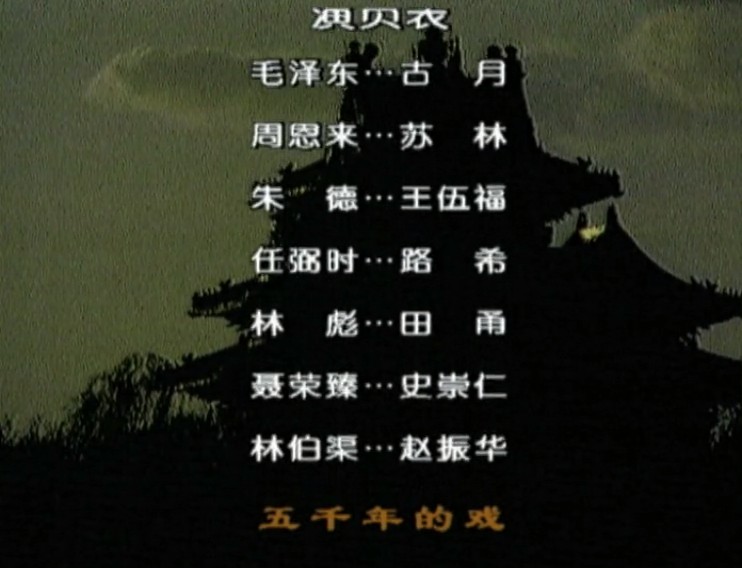 演员表
毛泽东…古 月
周恩来…苏 林
朱 德…王伍福
任弼时…路 希
林 彪…田 甬
聂荣臻…史崇仁
林伯渠…赵振华
五千年的戏